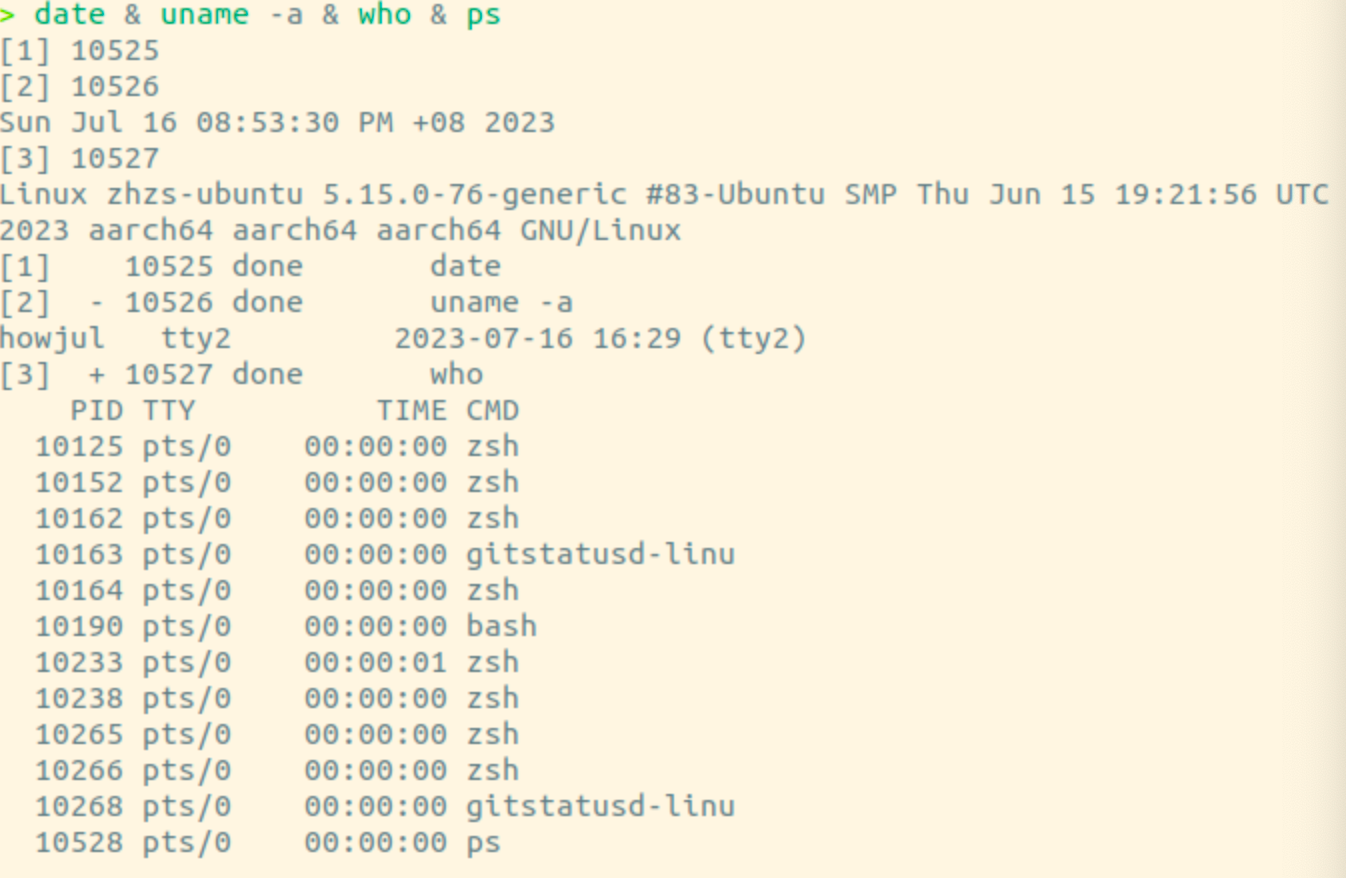 > date & uname -a & who & ps
[1] 10525
[2] 10526
Sun Jul 16 08:53:30 PM +08 2023
[3] 10527
Linux zhzs-ubuntu 5.15.0-76-generic #83-Ubuntu SMP Thu Jun 15 19:21:56 UTC
2023 aarch64 aarch64 aarch64 GNU/Linux
[1]    10525 done       date
[2]  - 10526 done       uname -a
howjul   tty2         2023-07-16 16:29 (tty2)
[3]  + 10527 done       who
    PID TTY          TIME CMD
  10125 pts/0    00:00:00 zsh
  10152 pts/0    00:00:00 zsh
  10162 pts/0    00:00:00 zsh
  10163 pts/0    00:00:00 gitstatusd-linu
  10164 pts/0    00:00:00 zsh
  10190 pts/0    00:00:00 bash
  10233 pts/0    00:00:01 zsh
  10238 pts/0    00:00:00 zsh
  10265 pts/0    00:00:00 zsh
  10266 pts/0    00:00:00 zsh
  10268 pts/0    00:00:00 gitstatusd-linu
  10528 pts/0    00:00:00 ps